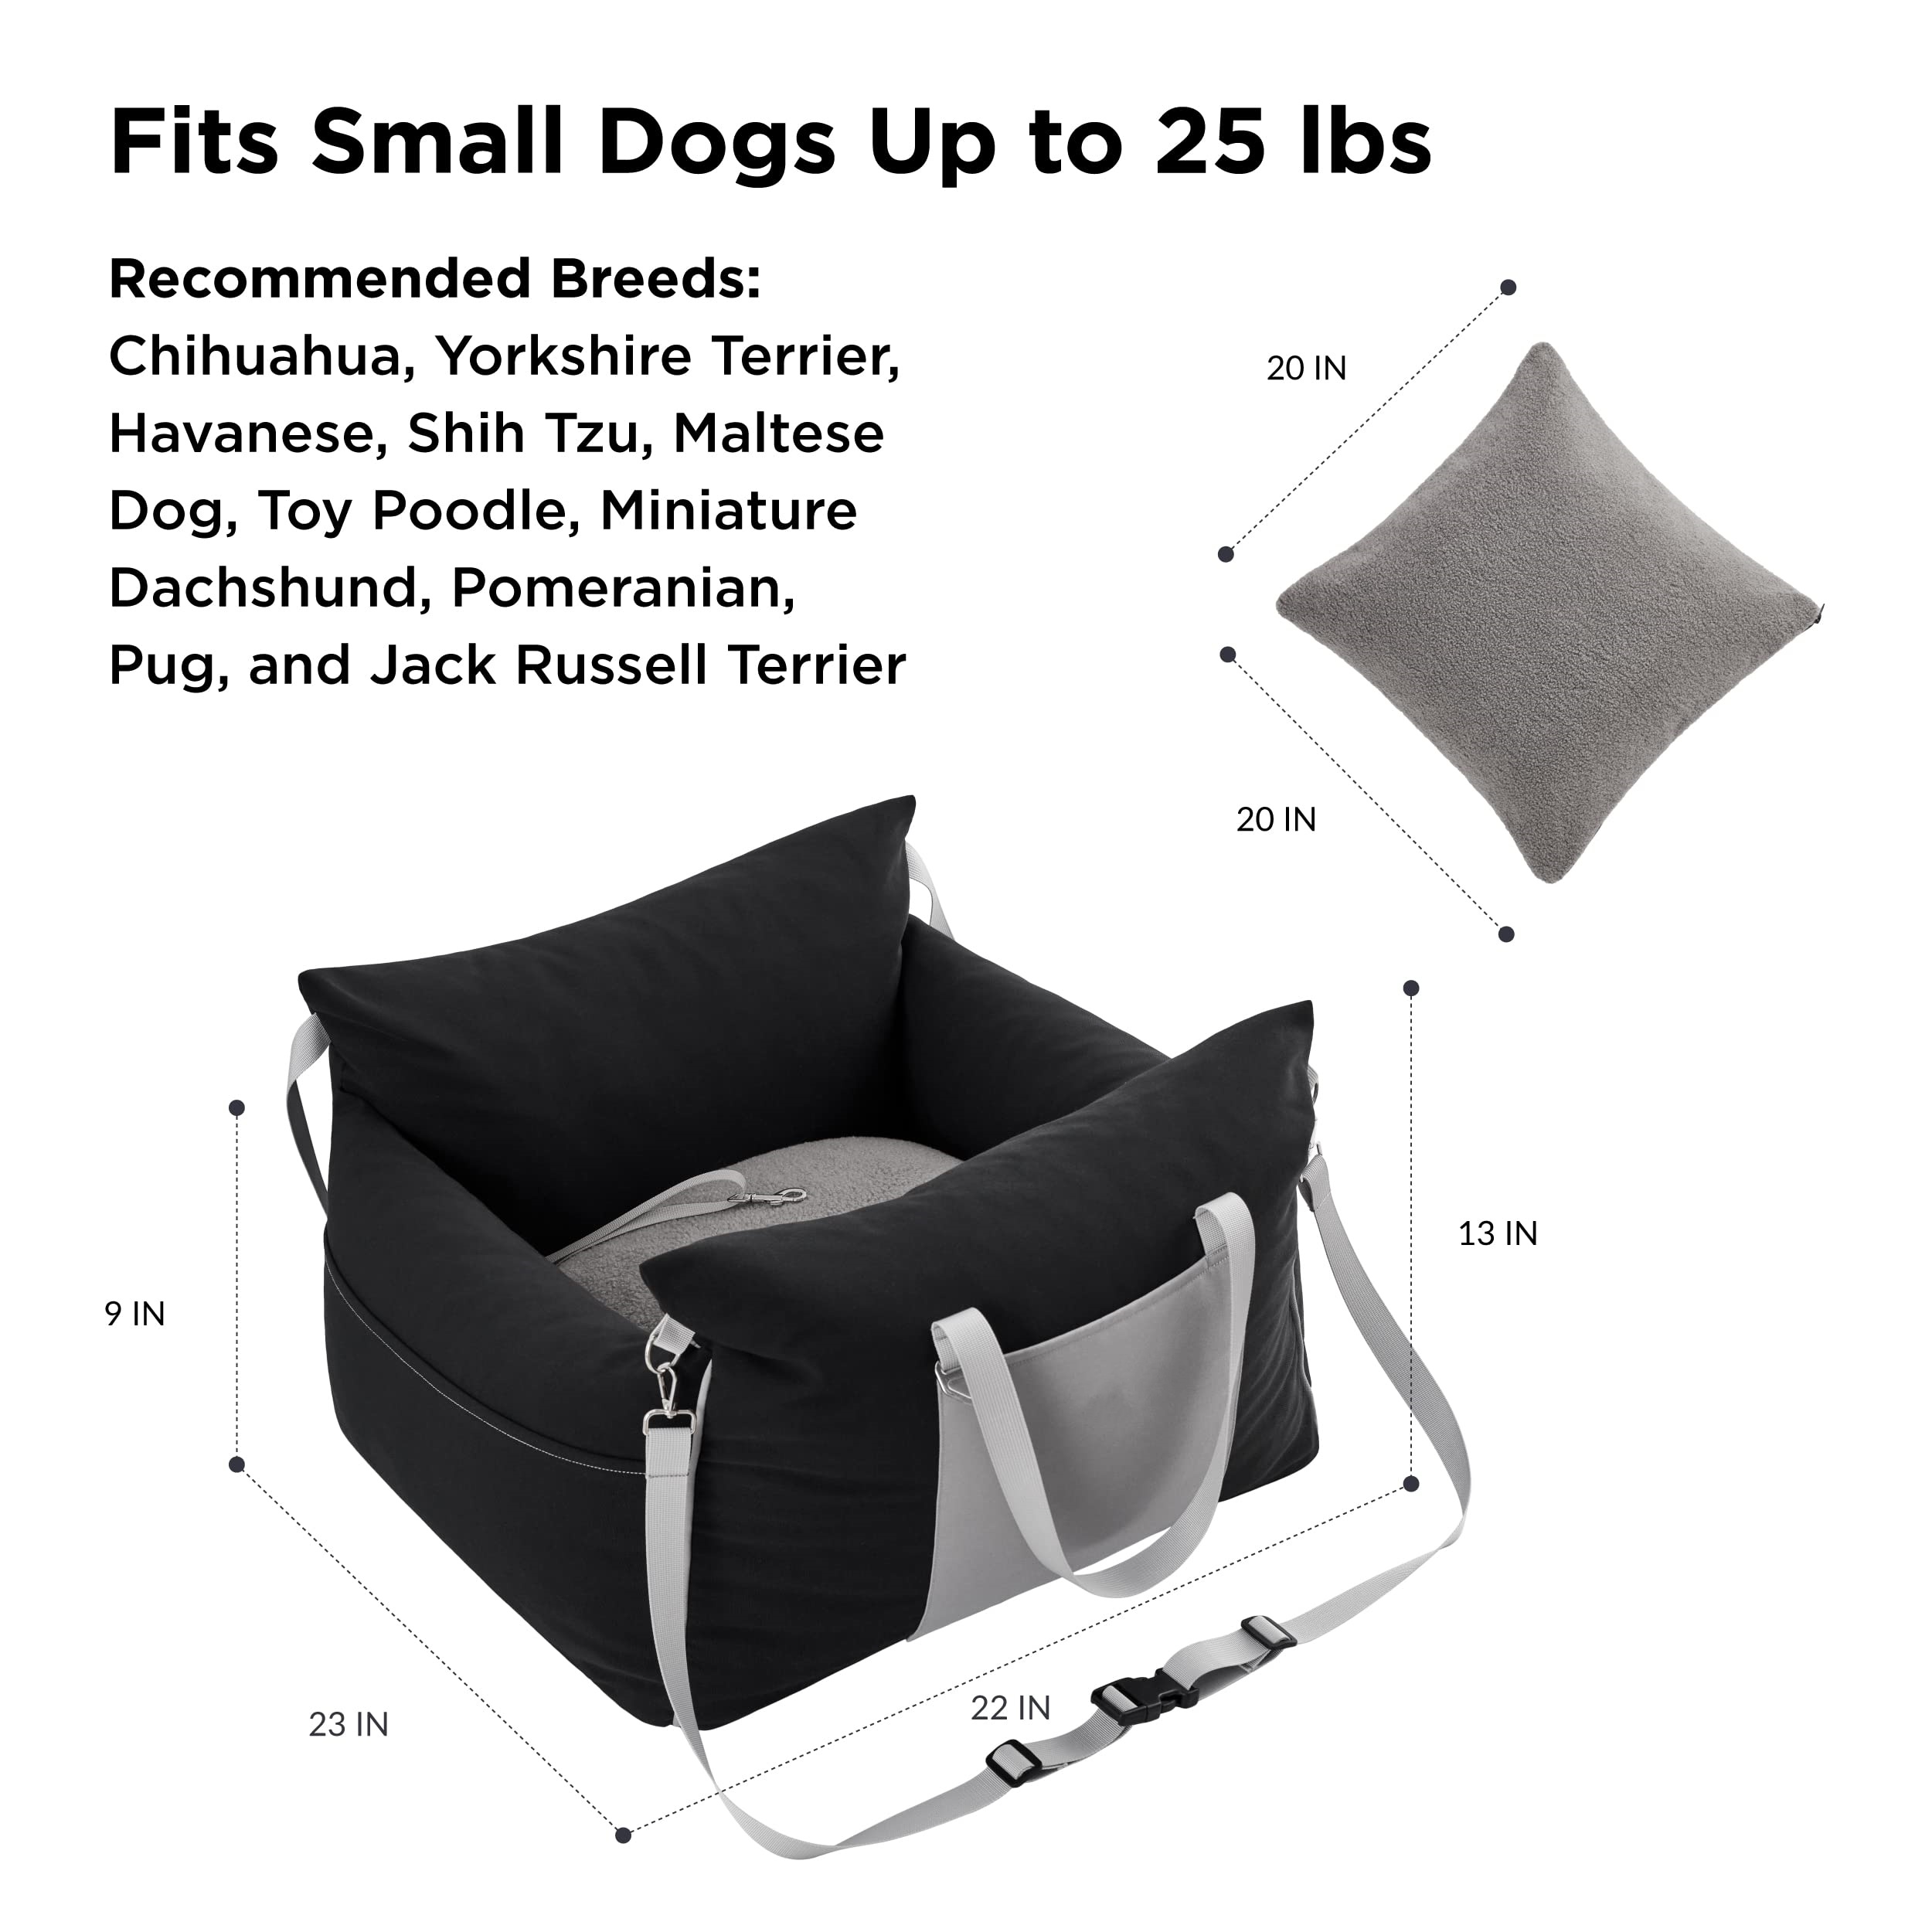 Fits Small Dogs Up to 25 lbs
Recommended Breeds:
Chihuahua, Yorkshire Terrier,
Havanese, Shih Tzu, Maltese
Dog, Toy Poodle, Miniature
Dachshund, Pomeranian,
Pug, and Jack Russell Terrier
20 IN
20 IN
13 IN
9 IN
22 IN
23 IN